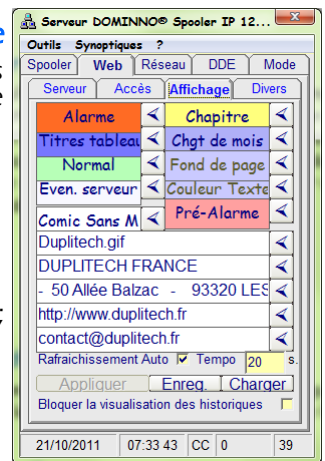 Serveur DOMINNO® Spooler IP 12...
Outils Synoptiques ?
Spooler Web Réseau DDE Mode
Serveur Accès Affichage Divers
Alarme Chapitre
Titres tableau Chgt de mois
Normal Fond de page
Even. serveur Couleur Texte
Comic Sans M Pré-Alarme
Duplitech.gif
DUPLITECH FRANCE
- 50 Allée Balzac - 93320 LES
http://www.duplitech.fr
contact@duplitech.fr
Rafraichissement Auto Tempo 20 s.
Appliquer Enreg. Charger
Bloquer la visualisation des historiques
21/10/2011 07:33 43 CC 0 39